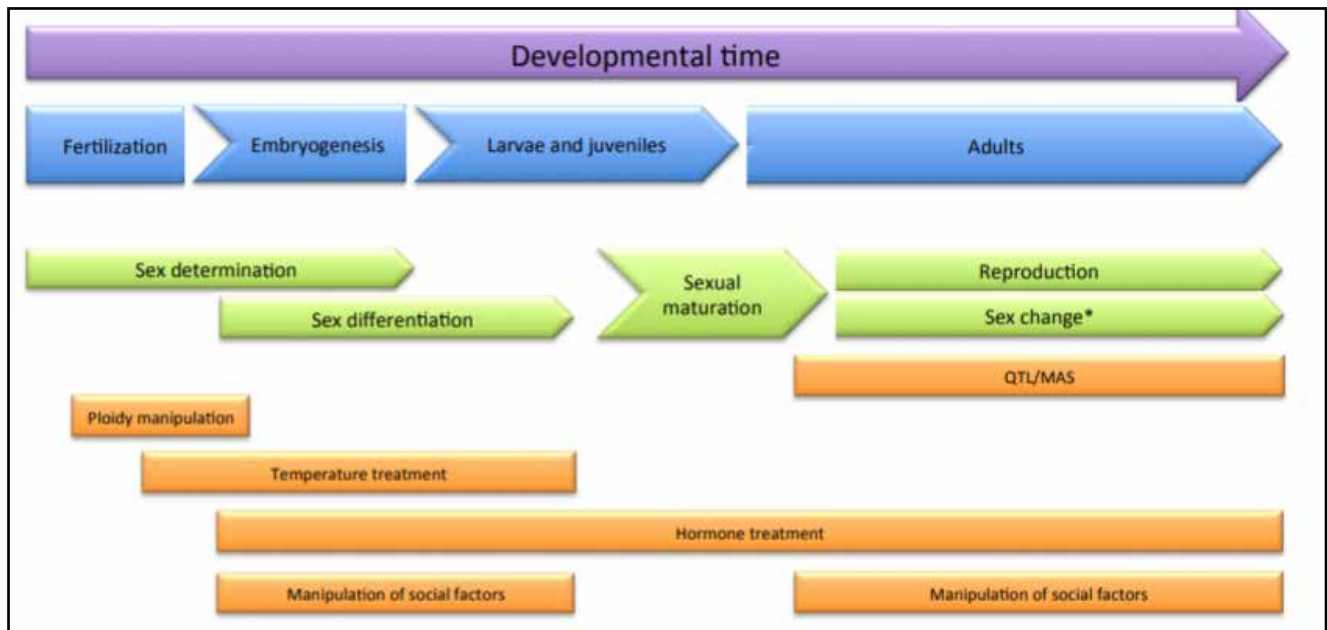 Developmental time
Fertilization
Embryogenesis
Larvae and juveniles
Adults
Sex determination
Sex differentiation
Sexual
maturation
Reproduction
Sex change*
QTL/MAS
Ploidy manipulation
Temperature treatment
Hormone treatment
Manipulation of social factors
Manipulation of social factors